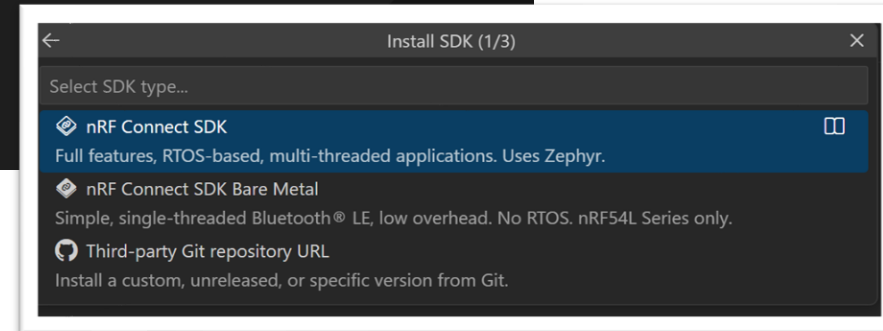 Install SDK (1/3)
Select SDK type...
nRF Connect SDK
Full features, RTOS-based, multi-threaded applications. Uses Zephyr.
nRF Connect SDK Bare Metal
Simple, single-threaded Bluetooth® LE, low overhead. No RTOS. nRF54L Series only.
Third-party Git repository URL
Install a custom, unreleased, or specific version from Git.